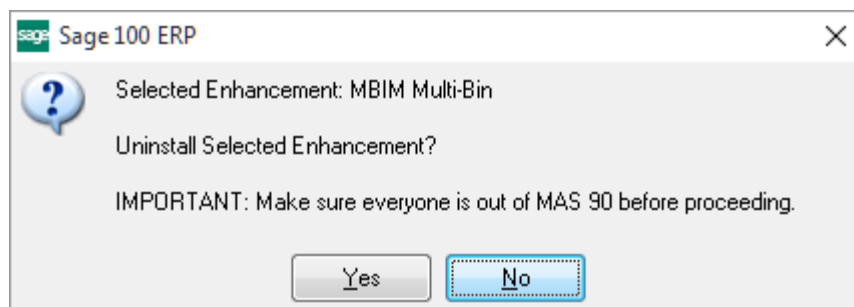 sage Sage 100 ERP
Selected Enhancement: MBIM Multi-Bin
Uninstall Selected Enhancement?
IMPORTANT: Make sure everyone is out of MAS 90 before proceeding.
Yes No